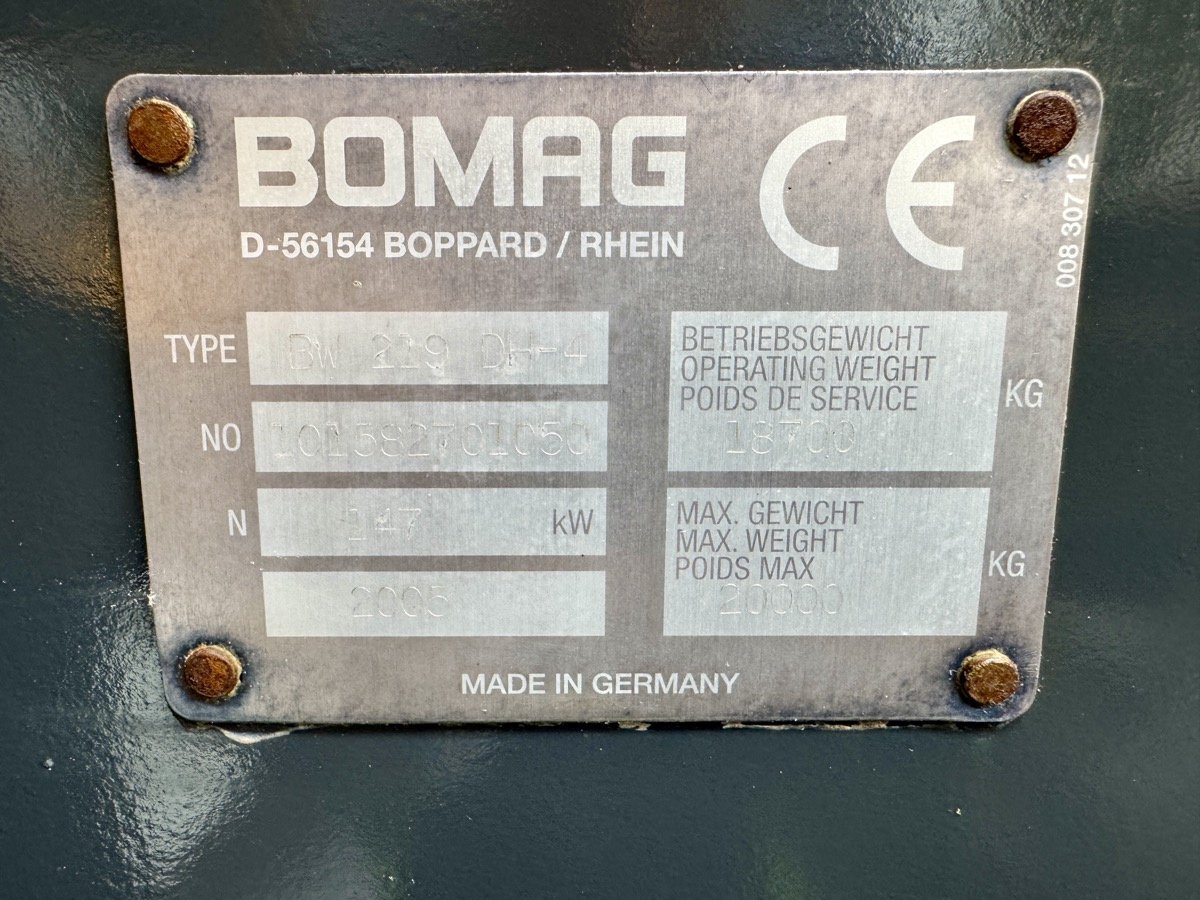 BOMAG
CE
D-56154 BOPPARD / RHEIN
008 307 12
TYPE BW 219 DH-4
NO 101582701050
N 147 kW
2005
BETRIEBSGEWICHT
OPERATING WEIGHT
POIDS DE SERVICE
18700 KG
MAX. GEWICHT
MAX. WEIGHT
POIDS MAX
20000 KG
MADE IN GERMANY